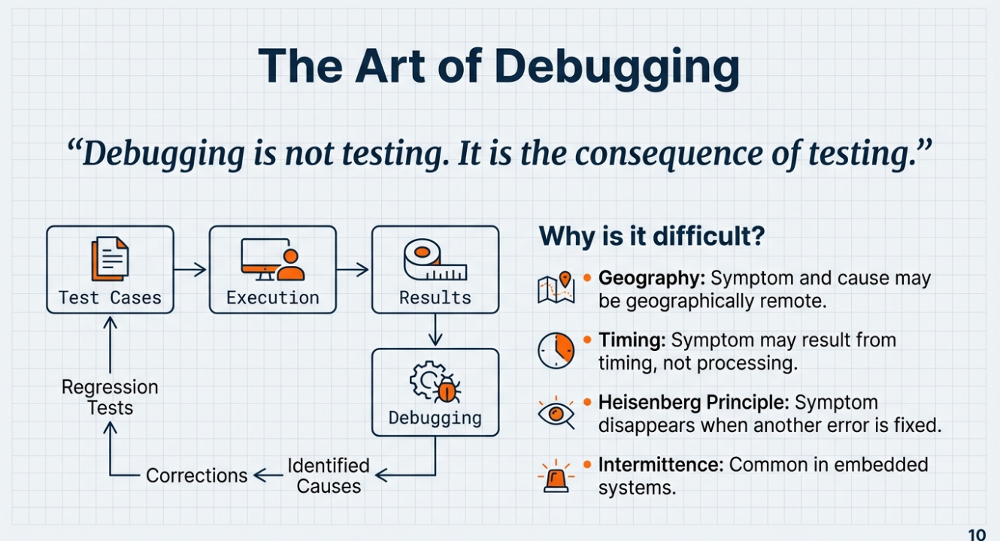 The Art of Debugging
“Debugging is not testing. It is the consequence of testing.”
Test Cases
Execution
Results
Debugging
Identified
Causes
Corrections
Regression
Tests
Why is it difficult?
• Geography: Symptom and cause may
be geographically remote.
• Timing: Symptom may result from
timing, not processing.
• Heisenberg Principle: Symptom
disappears when another error is fixed.
• Intermittence: Common in embedded
systems.
10